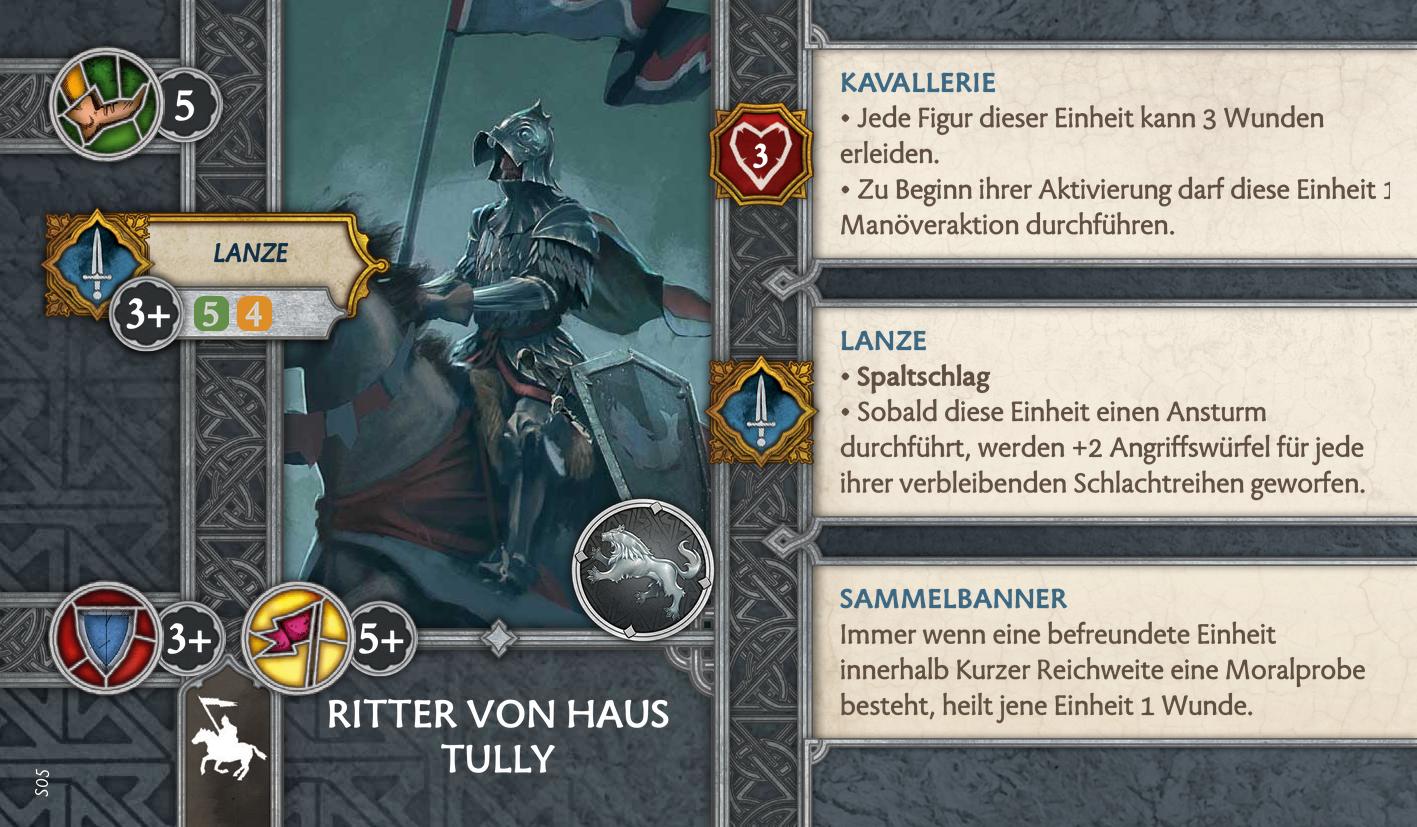 5
LANZE
3+ 5 4
3+
5+
RITTER VON HAUS
TULLY
S05
3
KAVALLERIE
• Jede Figur dieser Einheit kann 3 Wunden
erleiden.
• Zu Beginn ihrer Aktivierung darf diese Einheit 1
Manöveraktion durchführen.
LANZE
• Spaltschlag
• Sobald diese Einheit einen Ansturm
durchführt, werden +2 Angriffswürfel für jede
ihrer verbleibenden Schlachtreihen geworfen.
SAMMELBANNER
Immer wenn eine befreundete Einheit
innerhalb Kurzer Reichweite eine Moralprobe
besteht, heilt jene Einheit 1 Wunde.